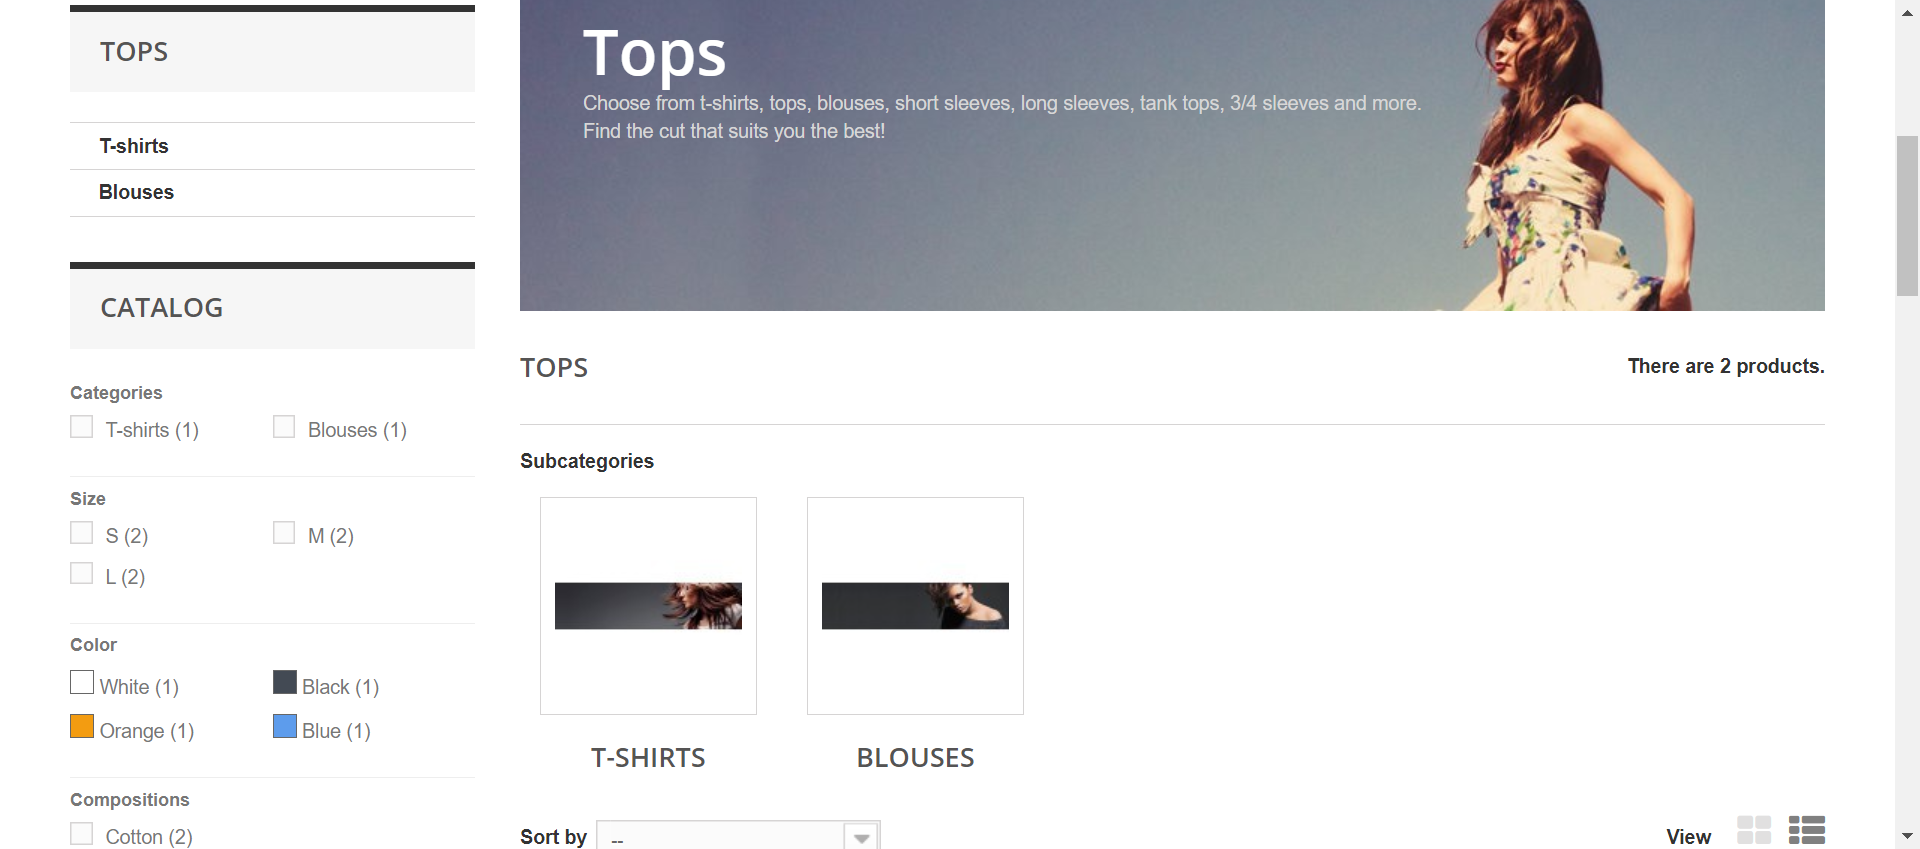 TOPS
T-shirts
Blouses
CATALOG
Categories
T-shirts (1)
Blouses (1)
Size
S (2)
M (2)
L (2)
Color
White (1)
Black (1)
Orange (1)
Blue (1)
Compositions
Cotton (2)
Tops
Choose from t-shirts, tops, blouses, short sleeves, long sleeves, tank tops, 3/4 sleeves and more.
Find the cut that suits you the best!
TOPS
There are 2 products.
Subcategories
T-SHIRTS
BLOUSES
Sort by
--
View